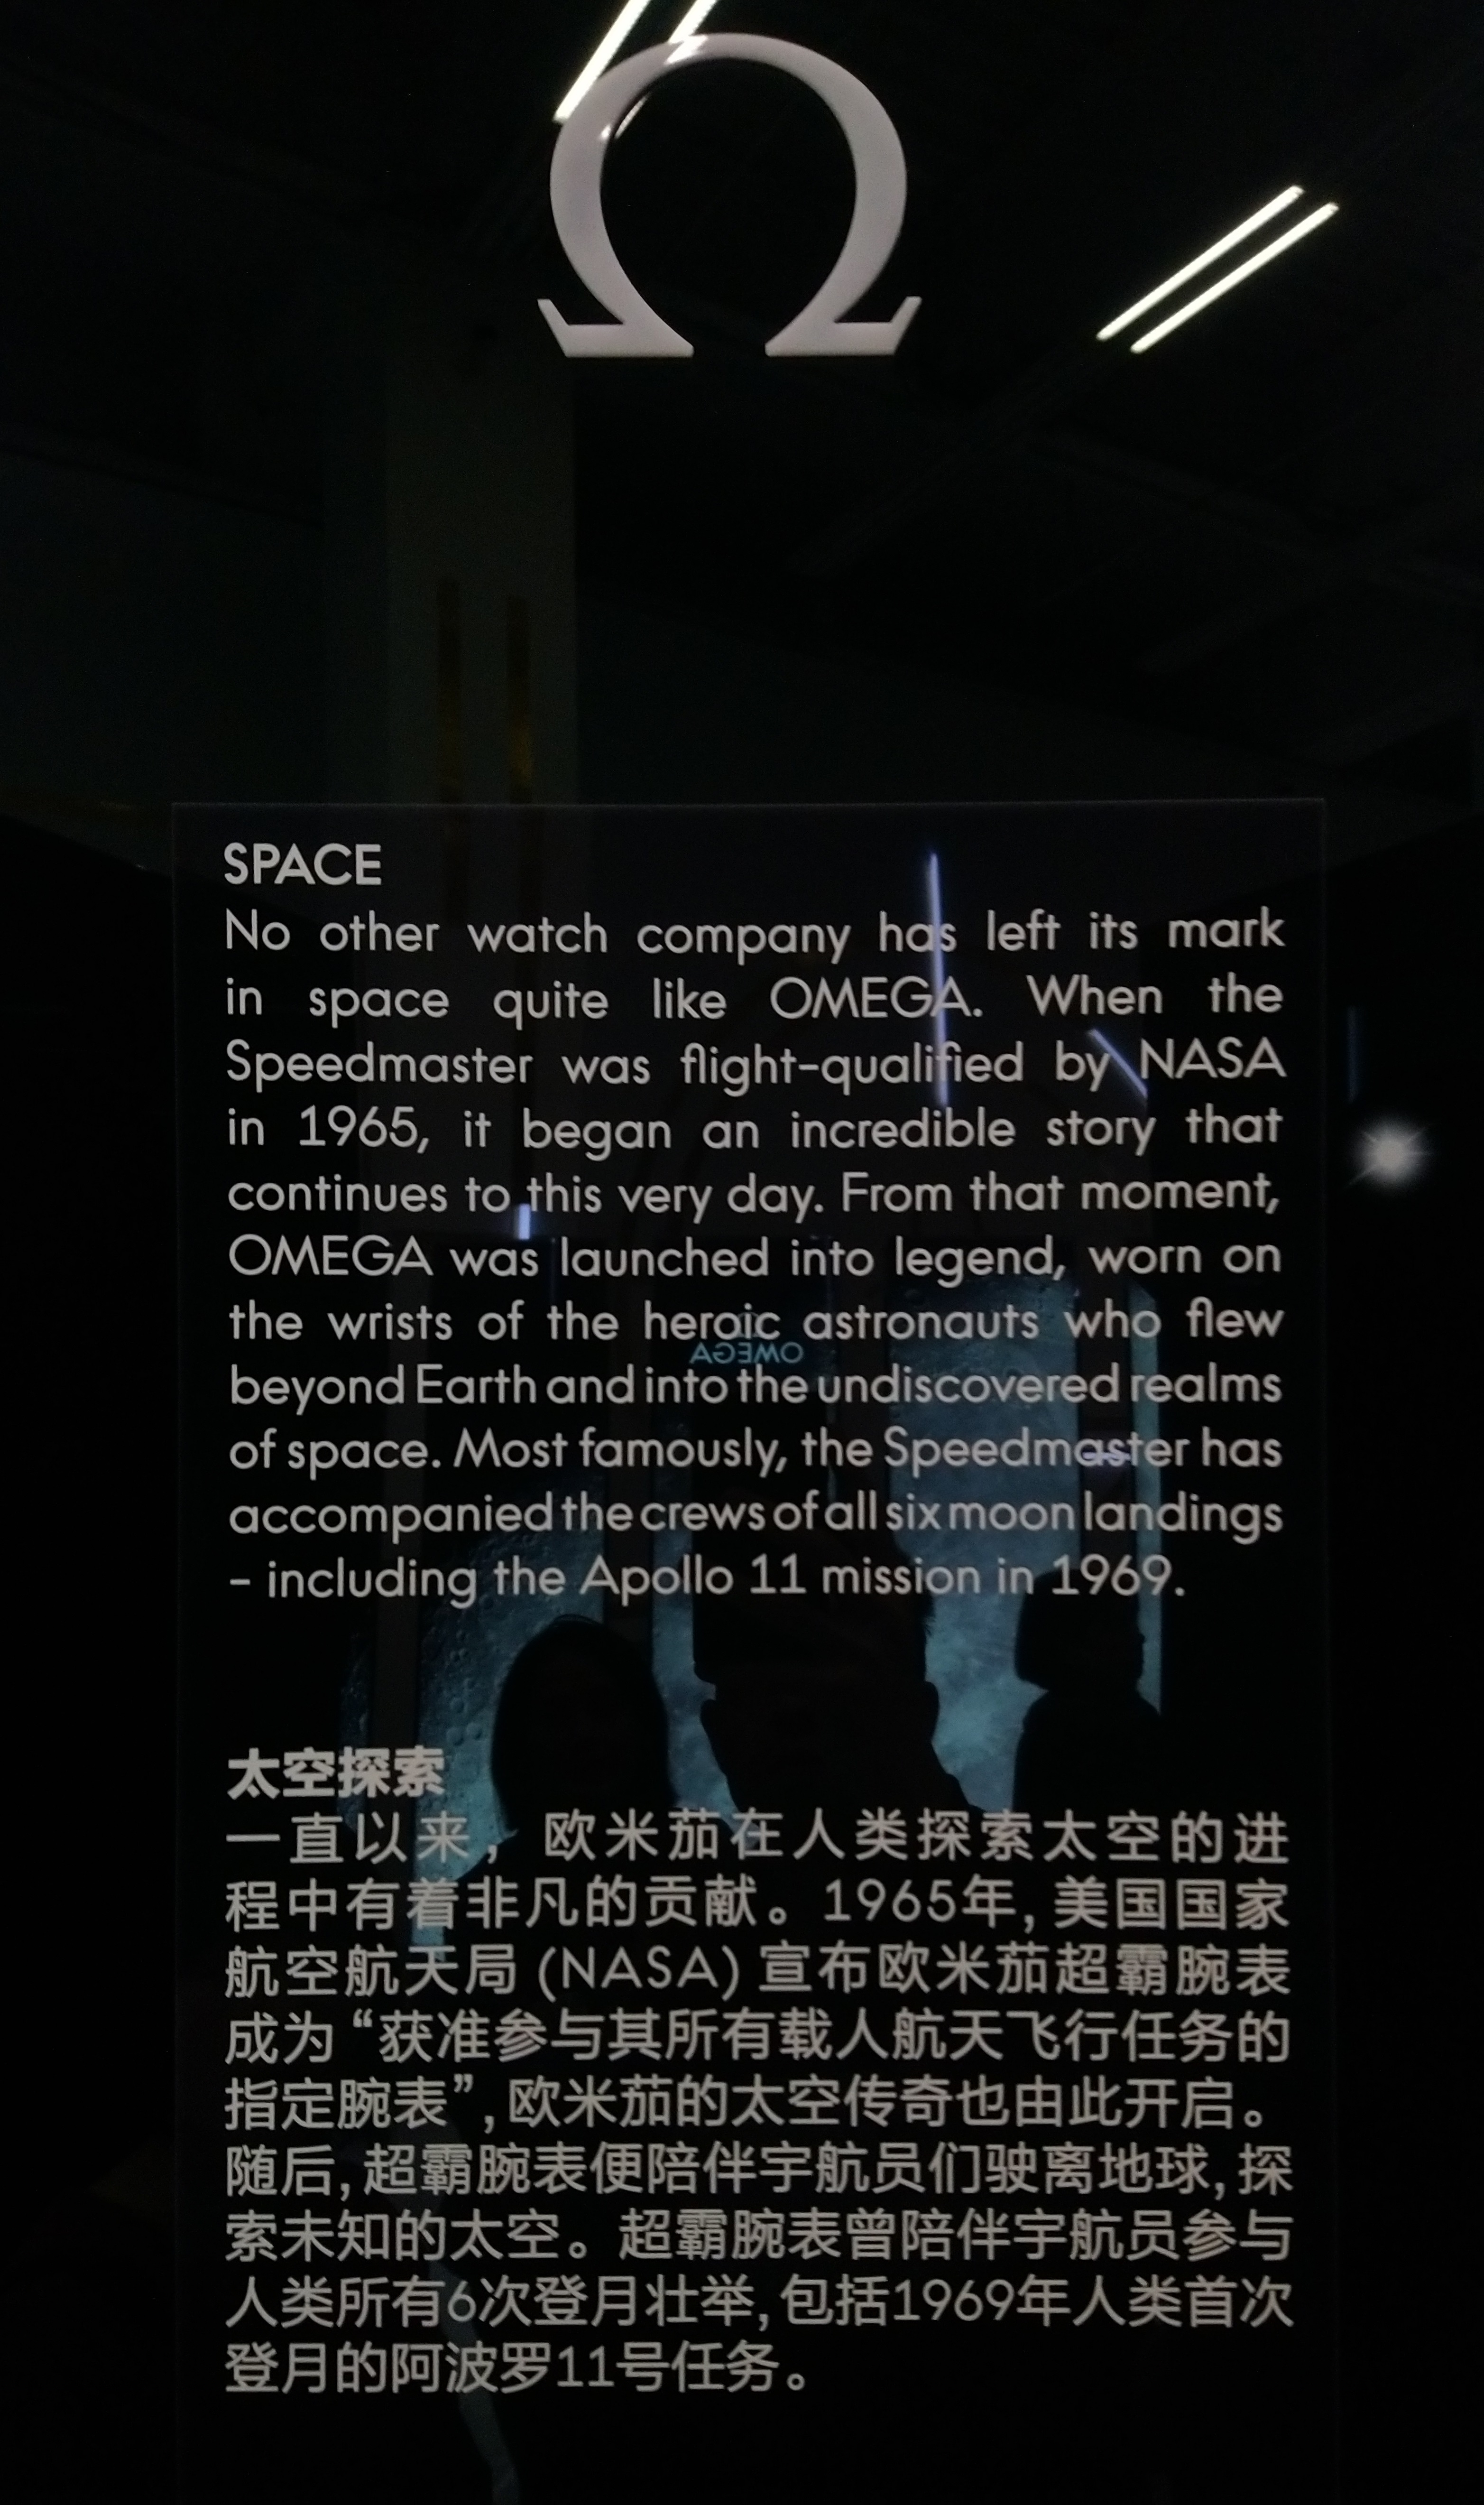 Ω
SPACE
No other watch company has left its mark
in space quite like OMEGA. When the
Speedmaster was flight-qualified by NASA
in 1965, it began an incredible story that
continues to this very day. From that moment,
OMEGA was launched into legend, worn on
the wrists of the heroic astronauts who flew
OMEGA
beyond Earth and into the undiscovered realms
of space. Most famously, the Speedmaster has
accompanied the crews of all six moon landings
- including the Apollo 11 mission in 1969.
太空探索
一直以来，欧米茄在人类探索太空的进
程中有着非凡的贡献。1965年,美国国家
航空航天局 (NASA) 宣布欧米茄超霸腕表
成为“获准参与其所有载人航天飞行任务的
指定腕表”,欧米茄的太空传奇也由此开启。
随后,超霸腕表便陪伴宇航员们驶离地球,探
索未知的太空。超霸腕表曾陪伴宇航员参与
人类所有6次登月壮举,包括1969年人类首次
登月的阿波罗11号任务。